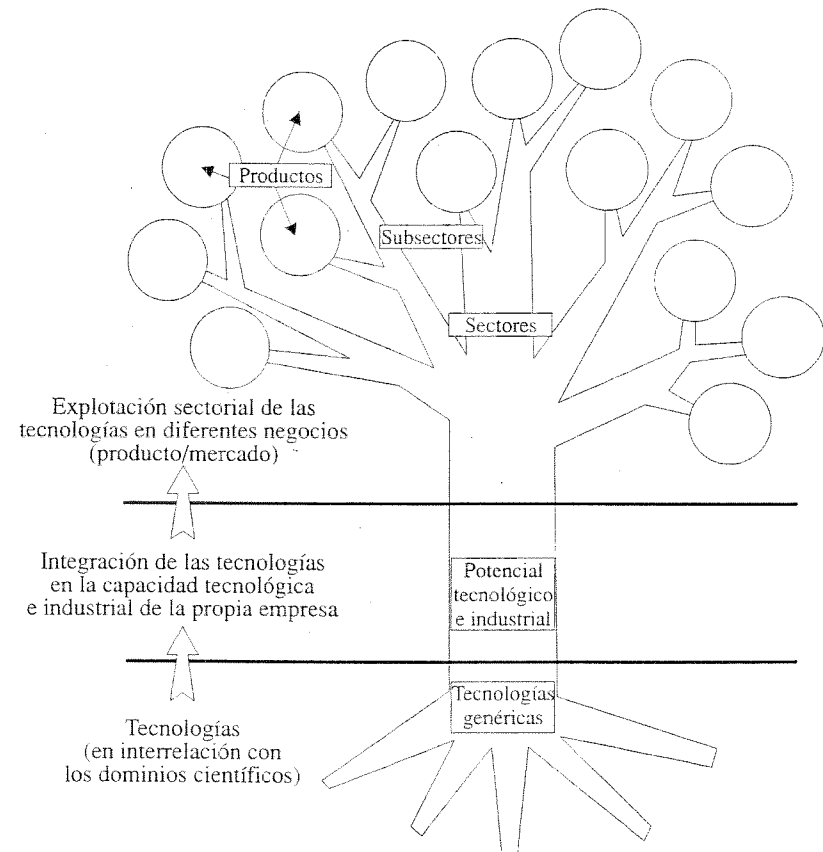 Productos
Subsectores
Sectores
Explotación sectorial de las
tecnologías en diferentes negocios
(producto/mercado)
Integración de las tecnologías
en la capacidad tecnológica
e industrial de la propia empresa
Potencial
tecnológico
e industrial
Tecnologías
genéricas
Tecnologías
(en interrelación con
los dominios científicos)